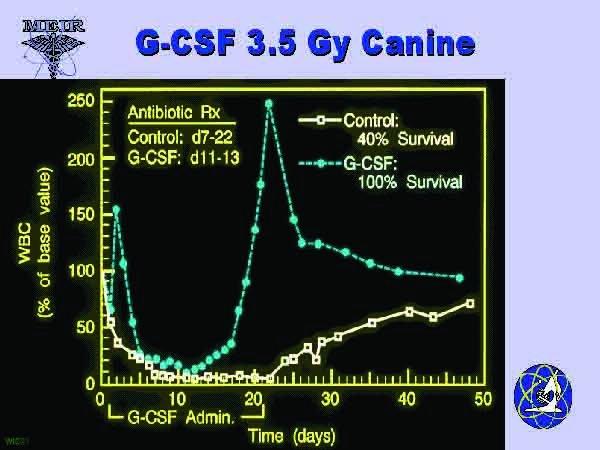 MEIR
G-CSF 3.5 Gy Canine
Antibiotic Rx
Control: d7-22
G-CSF: d11-13
Control:
40% Survival
G-CSF:
100% Survival
WBC
(% of base value)
250
200
150
100
50
0
0
10
20
30
40
50
G-CSF Admin.
Time (days)